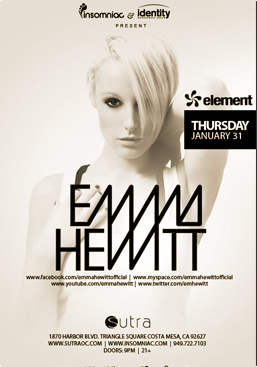 insomniac & identity
PRESENT
element
THURSDAY
JANUARY 31
EMMA
HEWITT
www.facebook.com/emmahewittofficial | www.myspace.com/emmahewittofficial
www.youtube.com/emmahewitt | www.twitter.com/emhewitt
Sutra
1870 HARBOR BLVD. TRIANGLE SQUARE COSTA MESA, CA 92627
WWW.SUTRAOC.COM | WWW.INSOMNIAC.COM | 949.722.7103
DOORS: 9PM | 21+